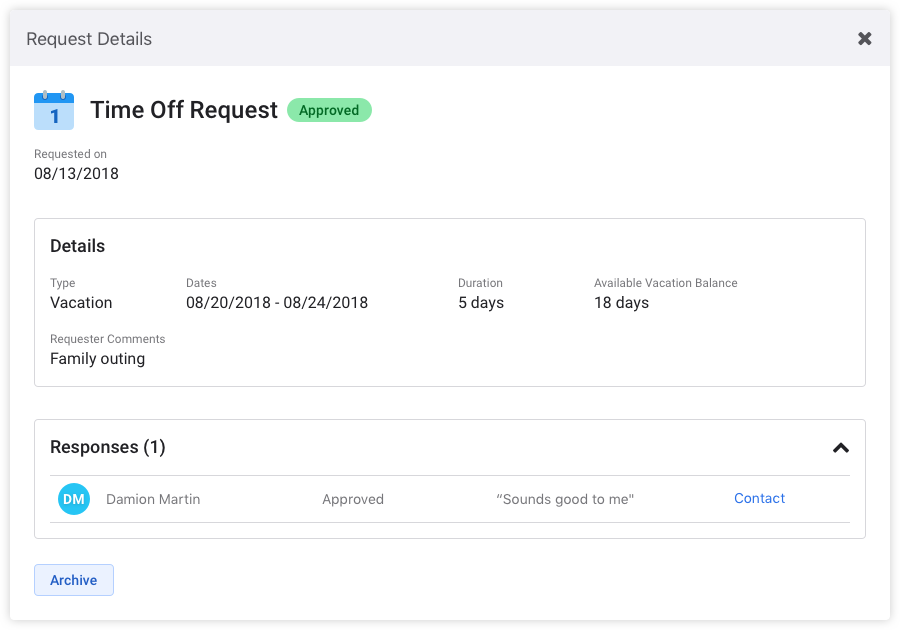 Request Details
1
Time Off Request Approved
Requested on
08/13/2018
Details
Type Dates Duration Available Vacation Balance
Vacation 08/20/2018 - 08/24/2018 5 days 18 days
Requester Comments
Family outing
Responses (1)
DM Damion Martin Approved “Sounds good to me" Contact
Archive